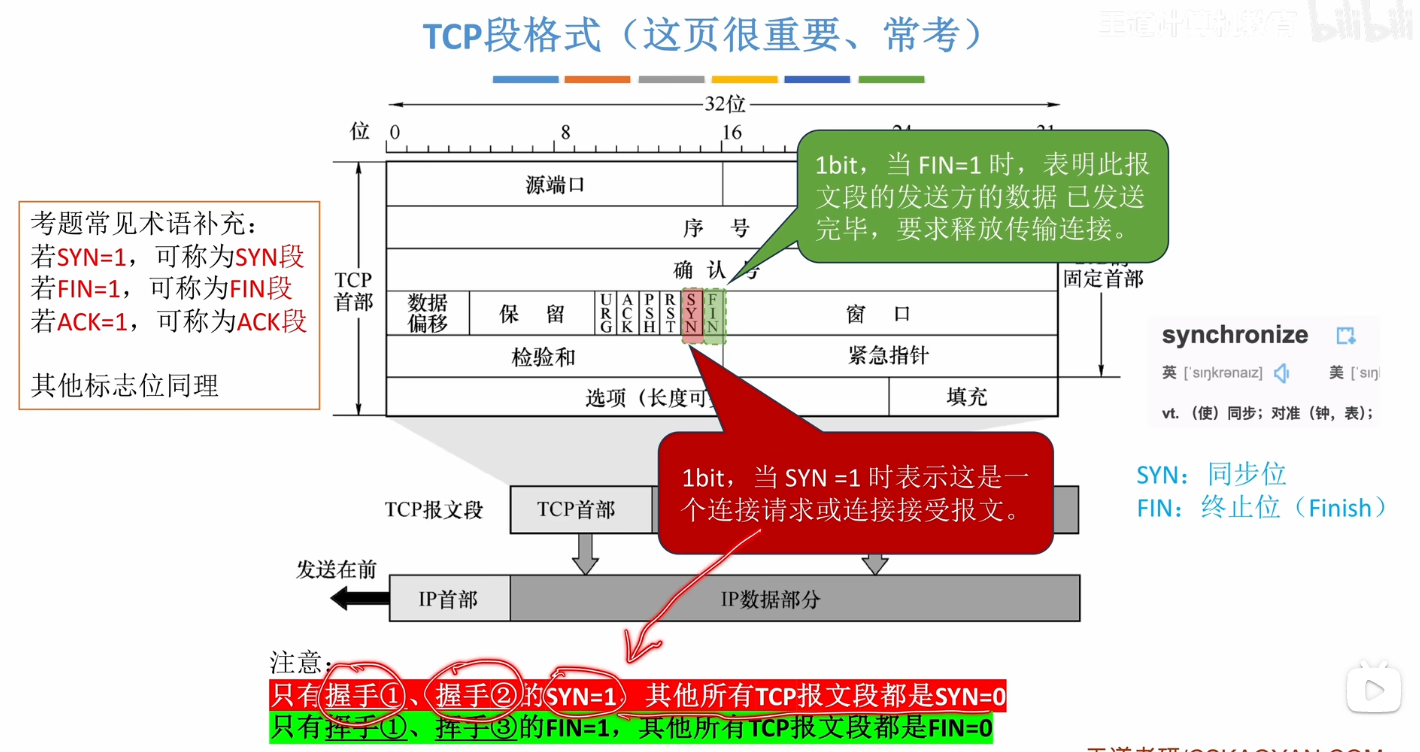 王道计算机教育 bilibili
TCP段格式（这页很重要、常考）
32位
位 0 8 16 24 31
源端口
序 号
确 认 号
TCP
首部
固定首部
数据
偏移
保 留
URG
ACK
PSH
RST
SYN
FIN
窗 口
检验和
紧急指针
选项（长度可
填充
1bit，当 FIN=1 时，表明此报
文段的发送方的数据 已发送
完毕，要求释放传输连接。
考题常见术语补充：
若SYN=1，可称为SYN段
若FIN=1，可称为FIN段
若ACK=1，可称为ACK段
其他标志位同理
synchronize
英 [ˈsɪŋkrənaɪz] 美 [ˈsɪŋ
vt. （使）同步；对准（钟，表）；
1bit，当 SYN =1 时表示这是一
个连接请求或连接接受报文。
SYN：同步位
FIN：终止位（Finish）
TCP报文段
TCP首部
发送在前
IP首部
IP数据部分
注意：
只有握手①、握手②的SYN=1，其他所有TCP报文段都是SYN=0
只有挥手①、挥手③的FIN=1，其他所有TCP报文段都是FIN=0